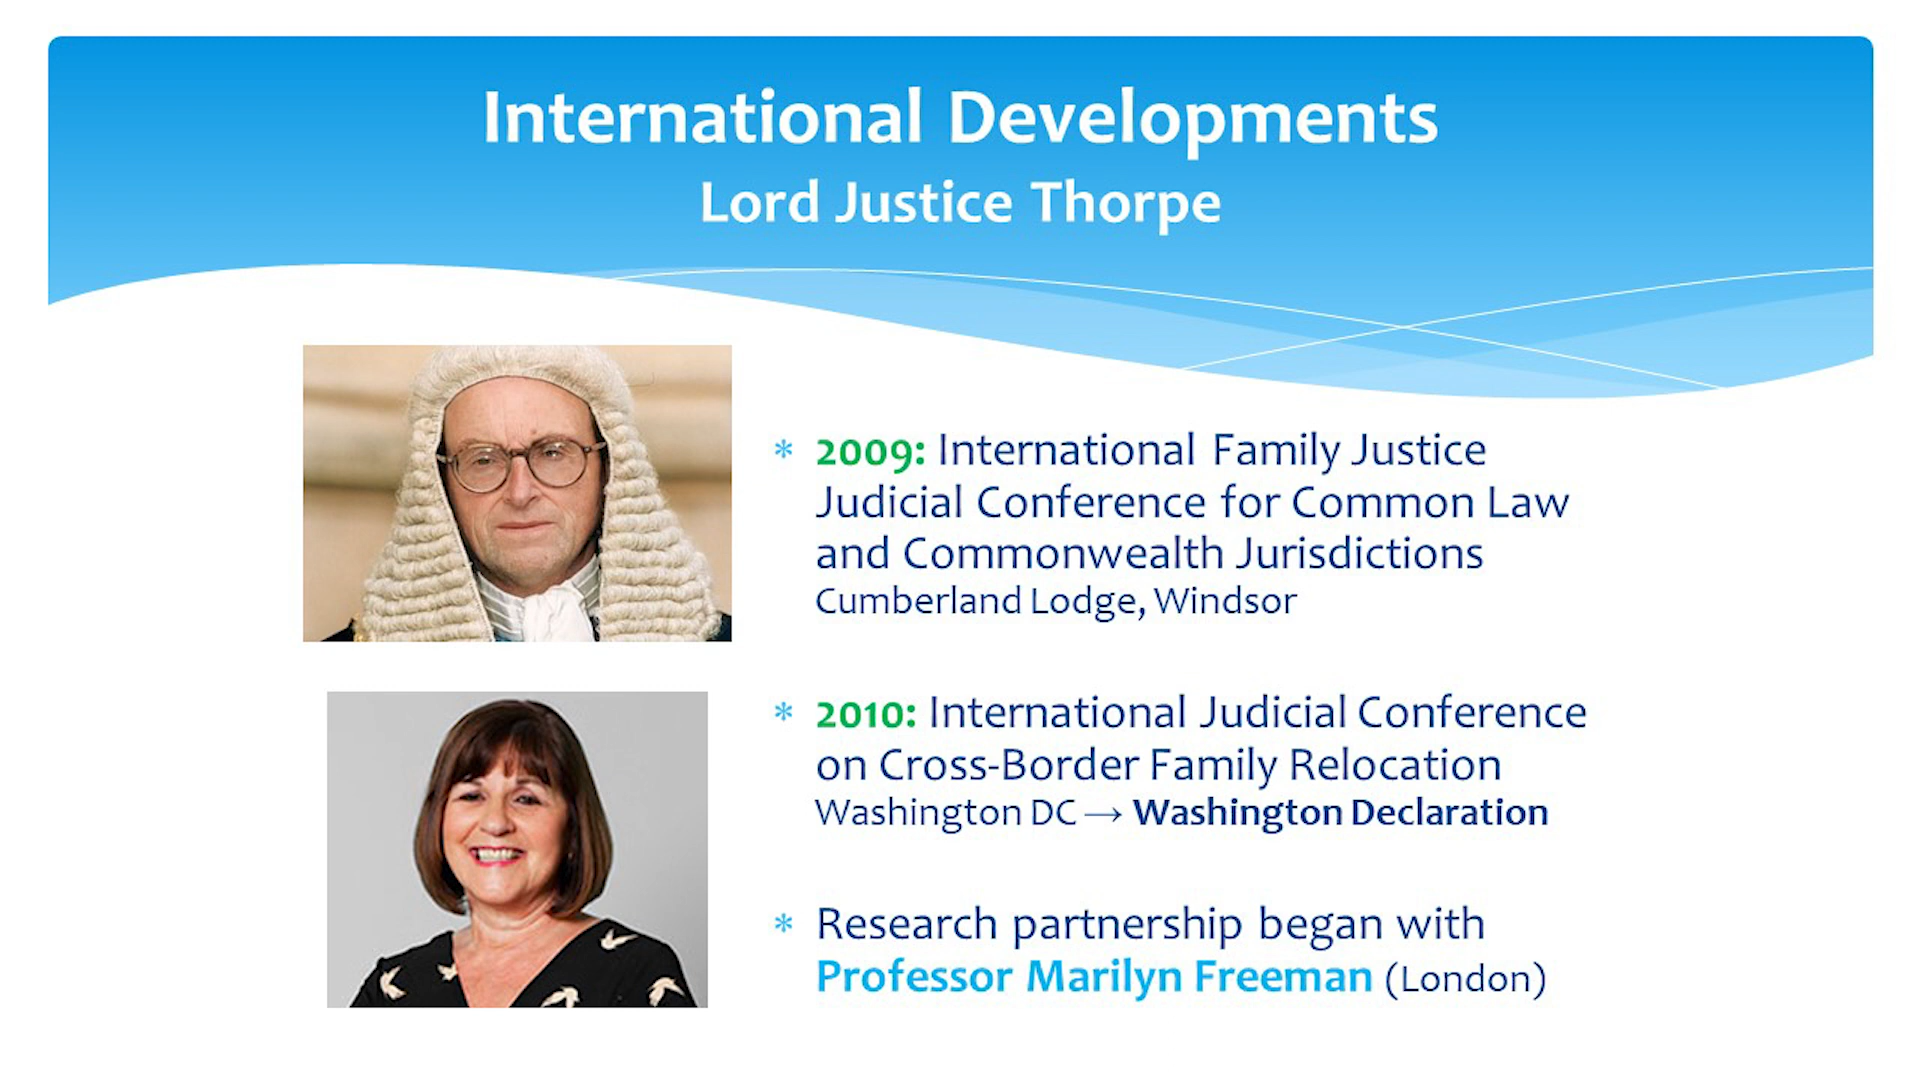 International Developments
Lord Justice Thorpe
* 2009: International Family Justice
Judicial Conference for Common Law
and Commonwealth Jurisdictions
Cumberland Lodge, Windsor
* 2010: International Judicial Conference
on Cross-Border Family Relocation
Washington DC → Washington Declaration
* Research partnership began with
Professor Marilyn Freeman (London)